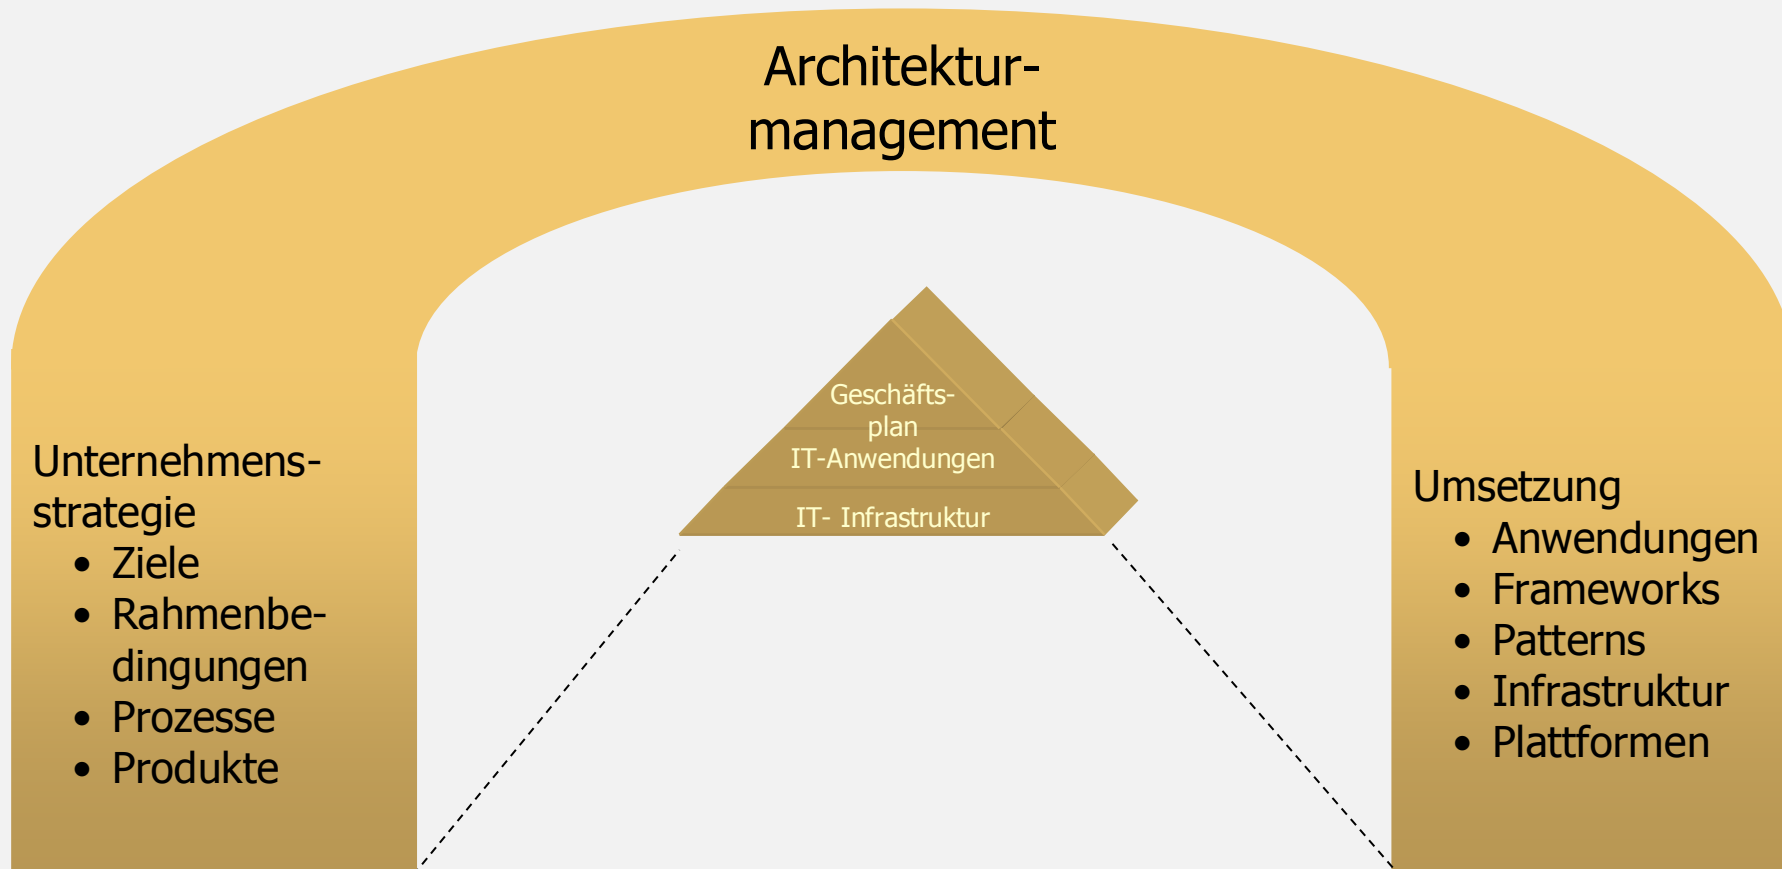 Architektur-
management
Unternehmens-
strategie
• Ziele
• Rahmenbe-
dingungen
• Prozesse
• Produkte
Geschäfts-
plan
IT-Anwendungen
IT- Infrastruktur
Umsetzung
• Anwendungen
• Frameworks
• Patterns
• Infrastruktur
• Plattformen